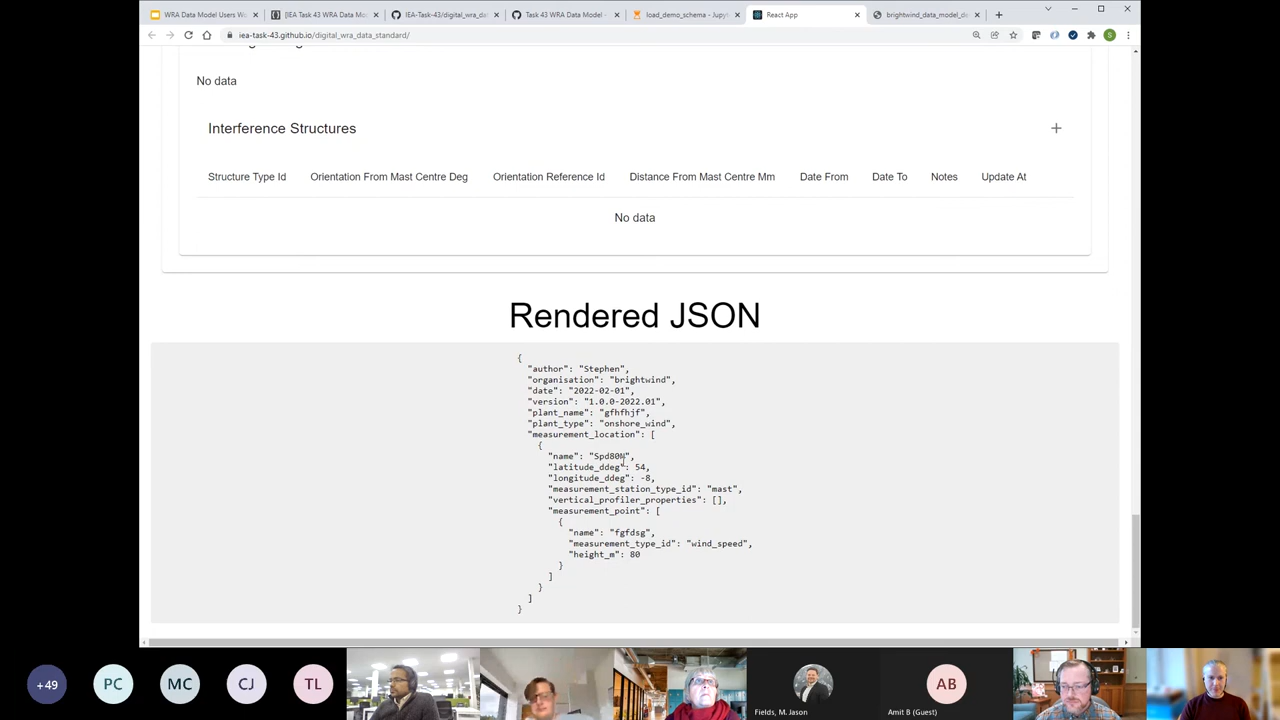 WRA Data Model Users We
[IEA Task 43 WRA Data Mo
IEA-Task-43/digital_wra_da
Task 43 WRA Data Model -
load_demo_schema - Jupyte
React App
brightwind_data_model_de
iea-task-43.github.io/digital_wra_data_standard/
S
No data
Interference Structures
+
Structure Type Id Orientation From Mast Centre Deg Orientation Reference Id Distance From Mast Centre Mm Date From Date To Notes Update At
No data
Rendered JSON
{
"author": "Stephen",
"organisation": "brightwind",
"date": "2022-02-01",
"version": "1.0.0-2022.01",
"plant_name": "gfhfhjf",
"plant_type": "onshore_wind",
"measurement_location": [
{
"name": "Spd80N",
"latitude_ddeg": 54,
"longitude_ddeg": -8,
"measurement_station_type_id": "mast",
"vertical_profiler_properties": [],
"measurement_point": [
{
"name": "fgfdsg",
"measurement_type_id": "wind_speed",
"height_m": 80
}
]
}
]
}
+49
PC
MC
CJ
TL
Fields, M. Jason
AB
Amit B (Guest)